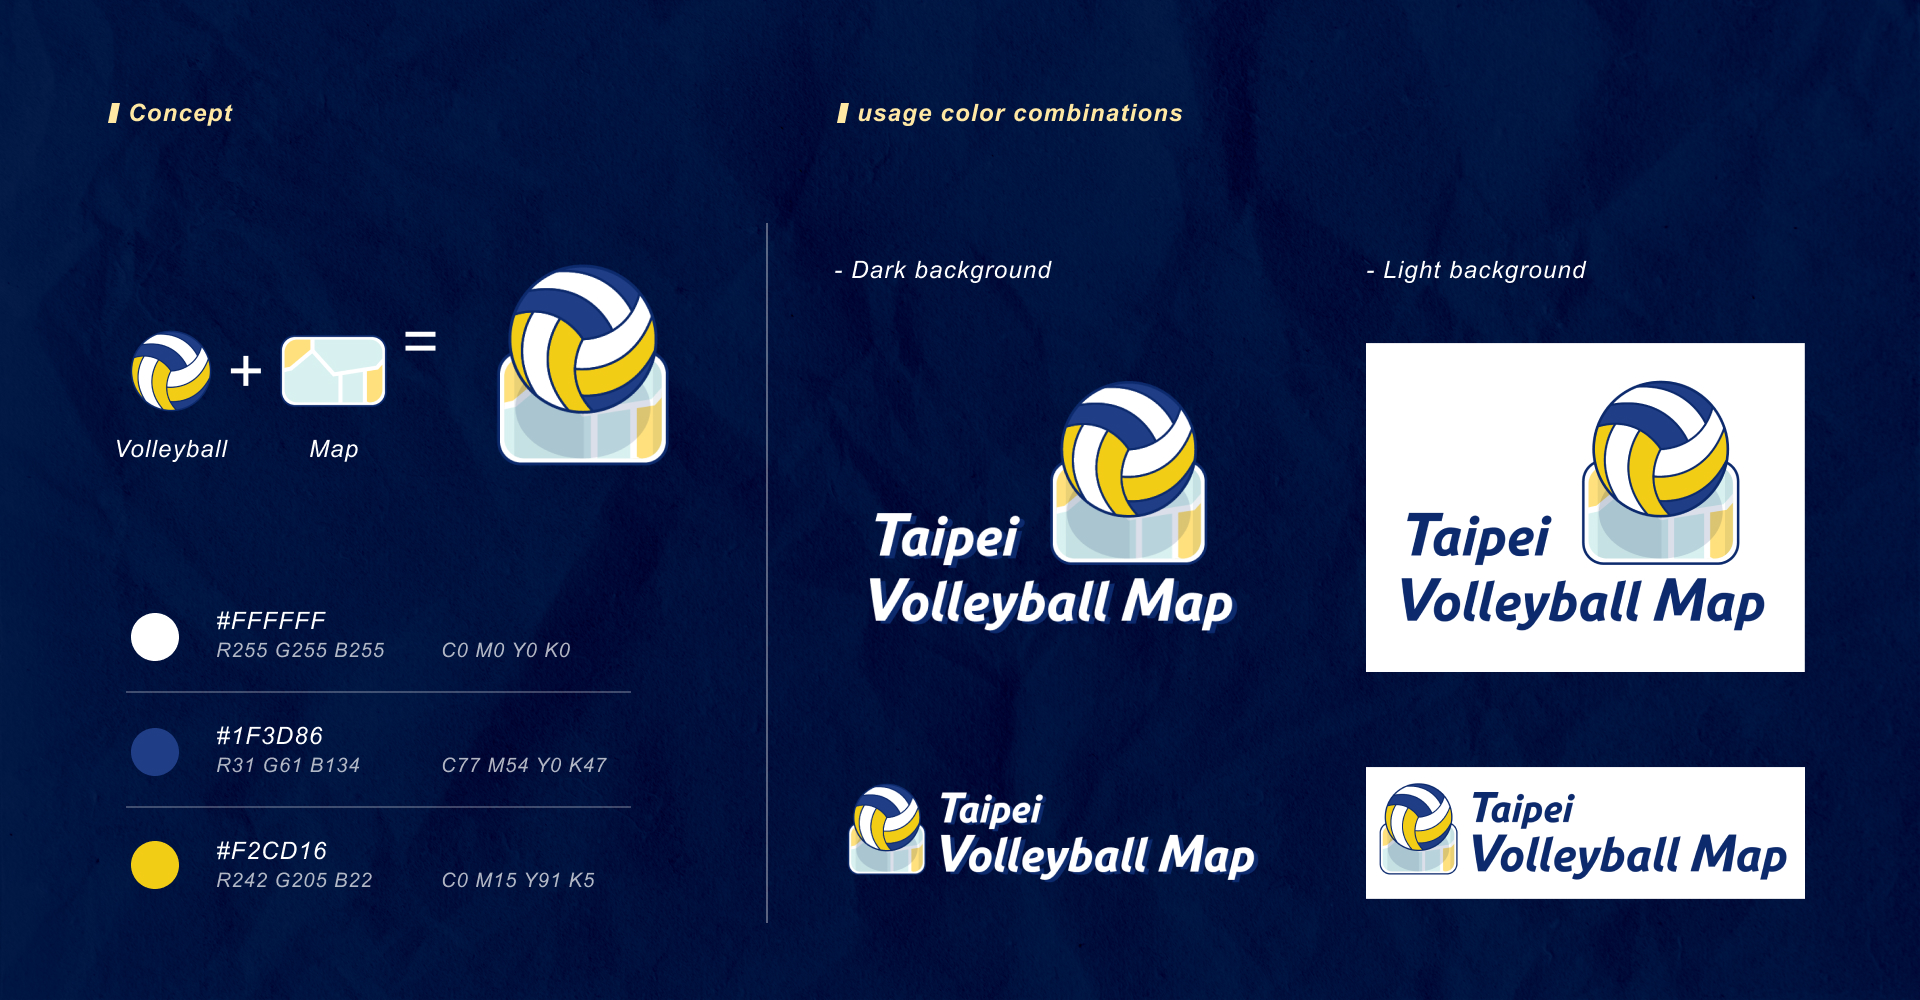 Concept
Volleyball
+
Map
=
#FFFFFF
R255 G255 B255
C0 M0 Y0 K0
#1F3D86
R31 G61 B134
C77 M54 Y0 K47
#F2CD16
R242 G205 B22
C0 M15 Y91 K5
usage color combinations
- Dark background
Taipei
Volleyball Map
Taipei
Volleyball Map
- Light background
Taipei
Volleyball Map
Taipei
Volleyball Map